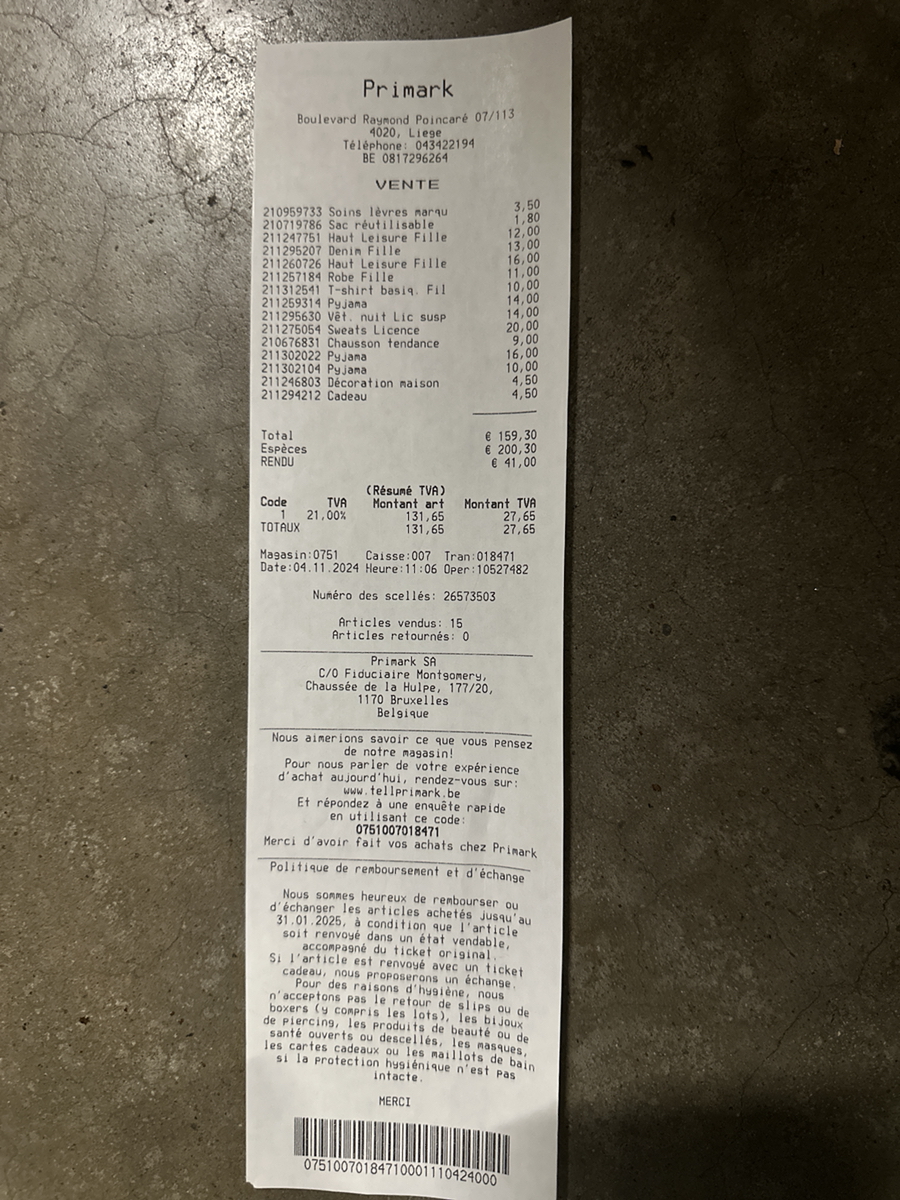 Primark
Boulevard Raymond Poincaré 07/113
4020, Liege
Téléphone: 043422194
BE 0817296264
VENTE
210959733 Soins lèvres marqu 3,50
210719786 Sac réutilisable 1,80
211247751 Haut Leisure Fille 12,00
211295207 Denim Fille 13,00
211260726 Haut Leisure Fille 16,00
211257184 Robe Fille 11,00
211312541 T-shirt basiq. Fil 10,00
211259314 Pyjama 14,00
211295630 Vêt. nuit Lic susp 14,00
211275054 Sweats Licence 20,00
210676831 Chausson tendance 9,00
211302022 Pyjama 16,00
211302104 Pyjama 10,00
211246803 Décoration maison 4,50
211294212 Cadeau 4,50
Total € 159,30
Espèces € 200,30
RENDU € 41,00
(Résumé TVA)
Code TVA Montant art Montant TVA
1 21,00% 131,65 27,65
TOTAUX 131,65 27,65
Magasin:0751 Caisse:007 Tran:018471
Date:04.11.2024 Heure:11:06 Oper:10527482
Numéro des scellés: 26573503
Articles vendus: 15
Articles retournés: 0
Primark SA
C/O Fiduciaire Montgomery,
Chaussée de la Hulpe, 177/20,
1170 Bruxelles
Belgique
Nous aimerions savoir ce que vous pensez
de notre magasin!
Pour nous parler de votre expérience
d'achat aujourd'hui, rendez-vous sur:
www.tellprimark.be
Et répondez à une enquête rapide
en utilisant ce code:
0751007018471
Merci d'avoir fait vos achats chez Primark
Politique de remboursement et d'échange
Nous sommes heureux de rembourser ou
d'échanger les articles achetés jusqu'au
31.01.2025, à condition que l'article
soit renvoyé dans un état vendable,
accompagné du ticket original.
Si l'article est renvoyé avec un ticket
cadeau, nous proposerons un échange.
Pour des raisons d'hygiène, nous
n'acceptons pas le retour de slips ou de
boxers (y compris les lots), les bijoux
de piercing, les produits de beauté ou de
santé ouverts ou descellés, les masques,
les cartes cadeaux ou les maillots de bain
si la protection hygiénique n'est pas
intacte.
MERCI
07510070184710001110424000